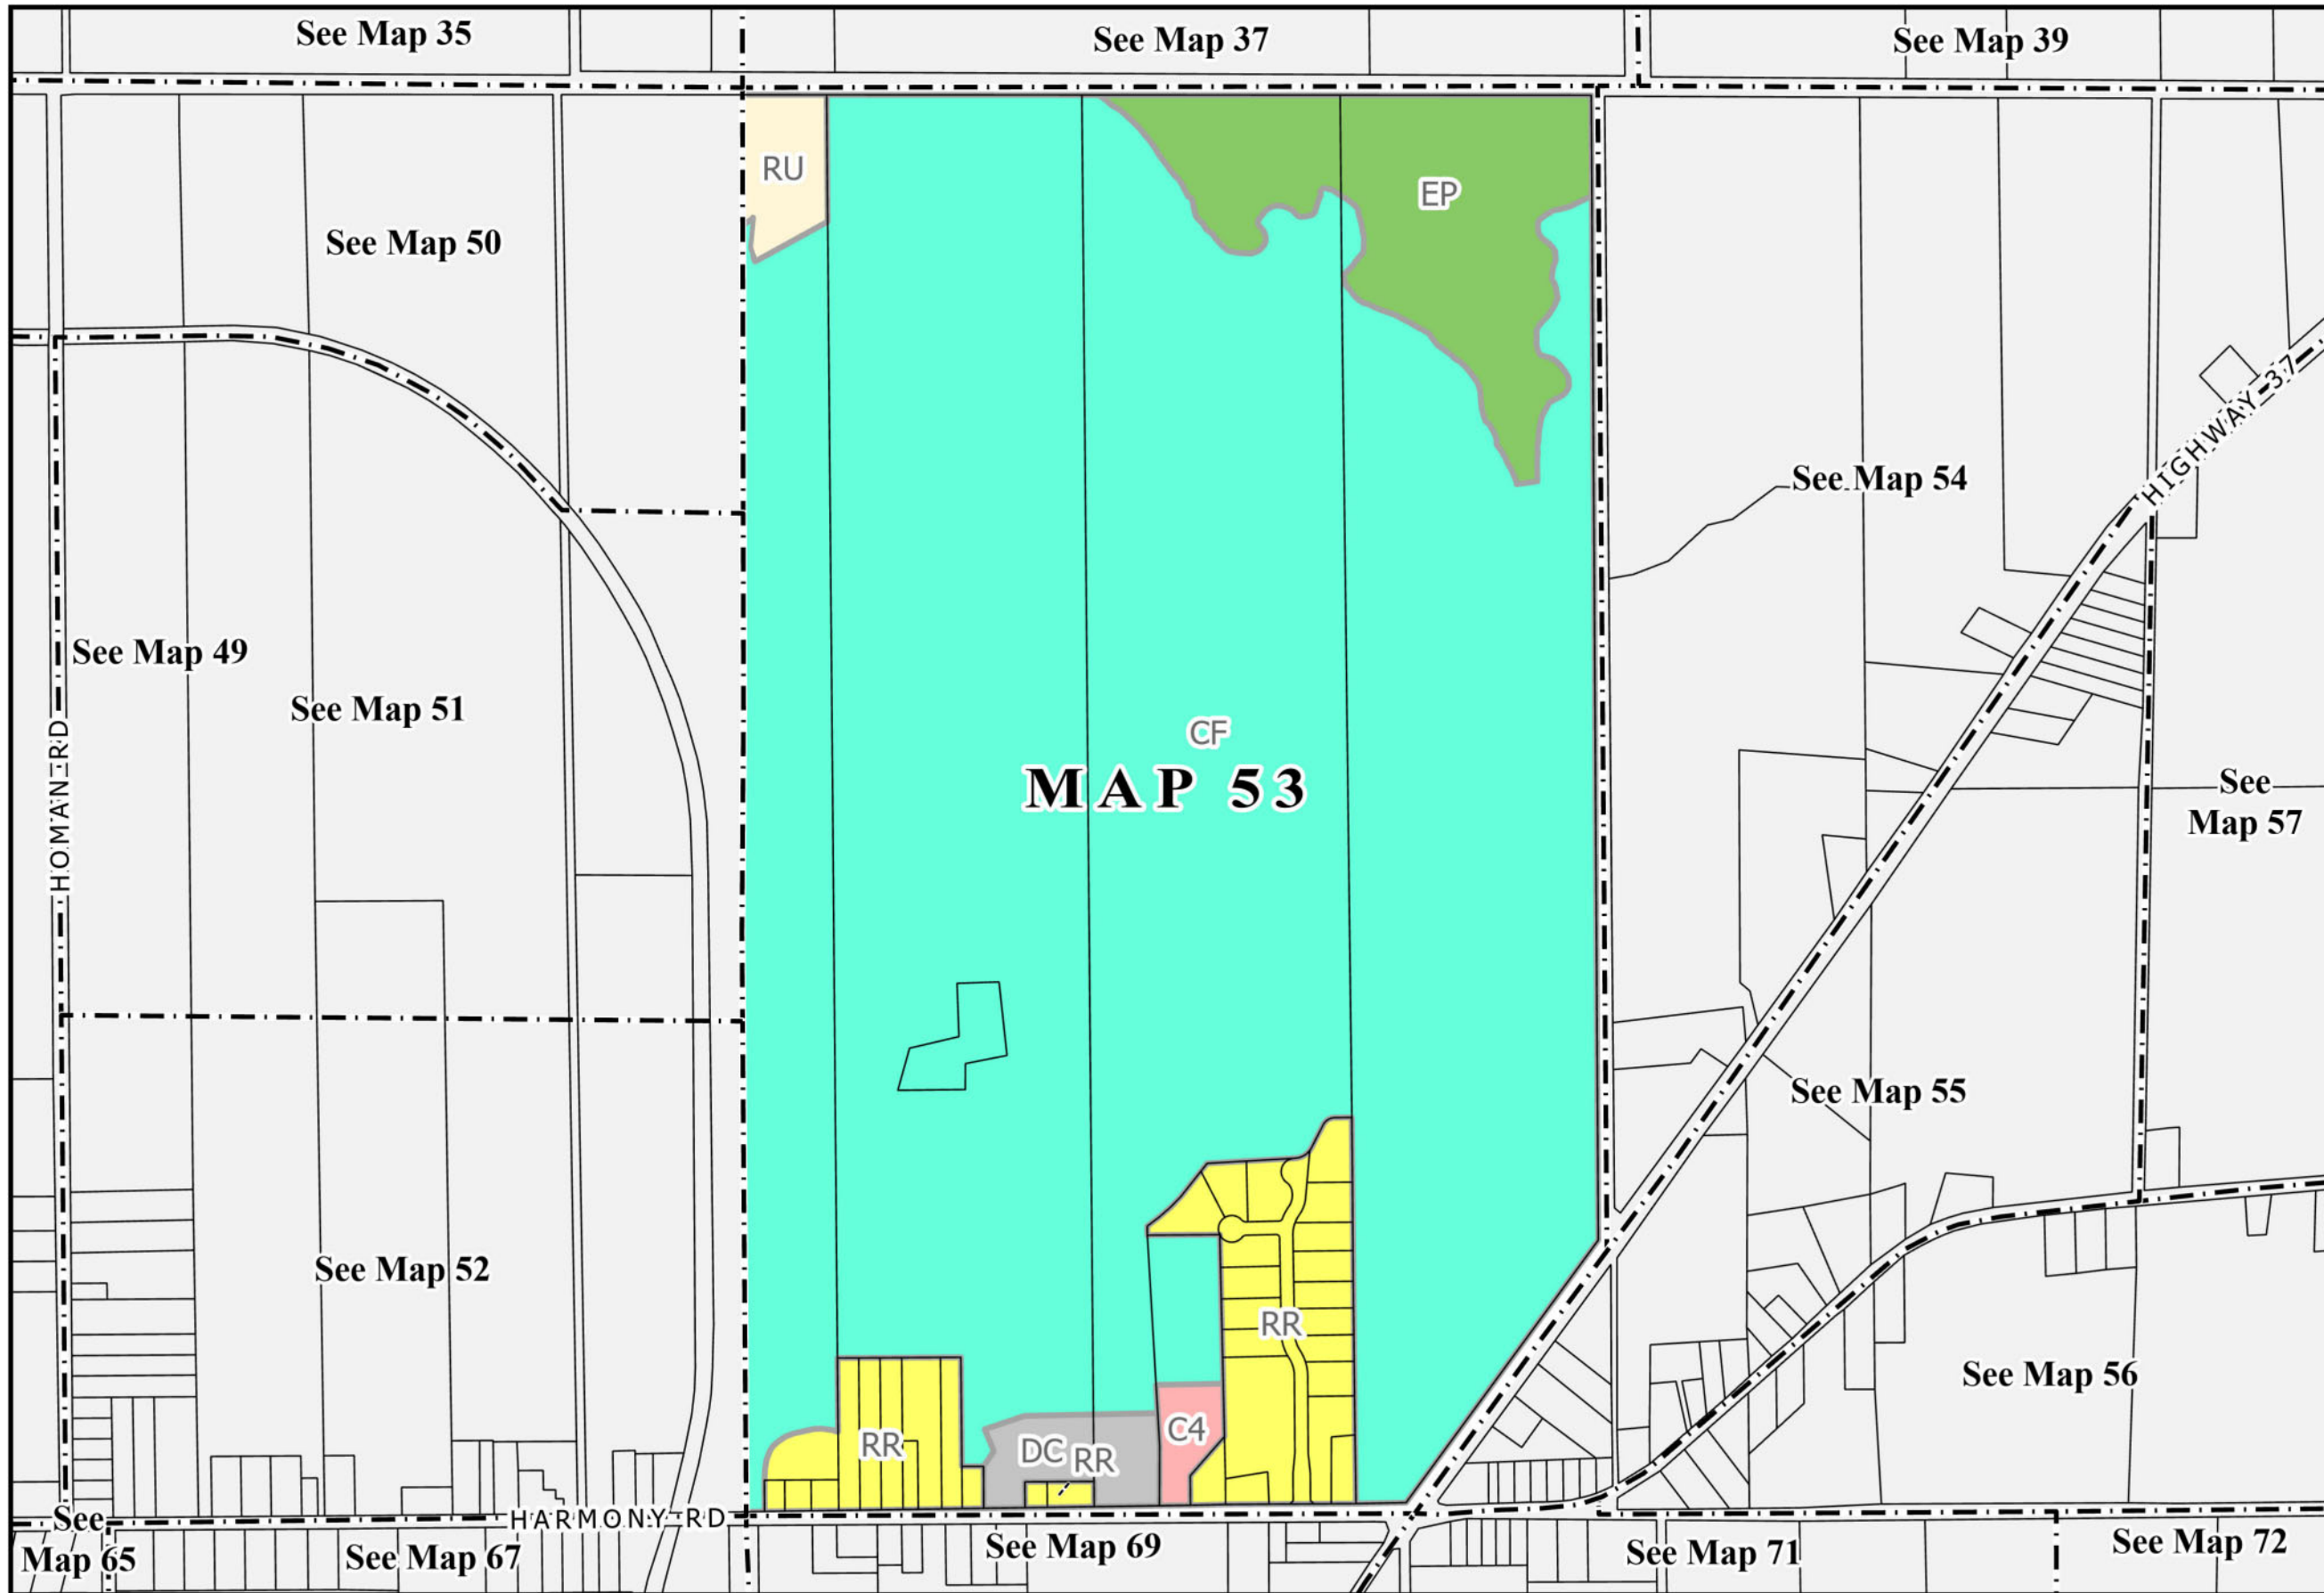 See Map 35
See Map 37
See Map 39
RU
EP
See Map 50
HIGHWAY 37
See Map 54
See Map 49
See Map 51
CF
MAP 53
See
Map 57
HOMAN RD
See Map 55
See Map 52
RR
See Map 56
RR
DC
RR
C4
HARMONY RD
See
Map 65
See Map 67
See Map 69
See Map 71
See Map 72